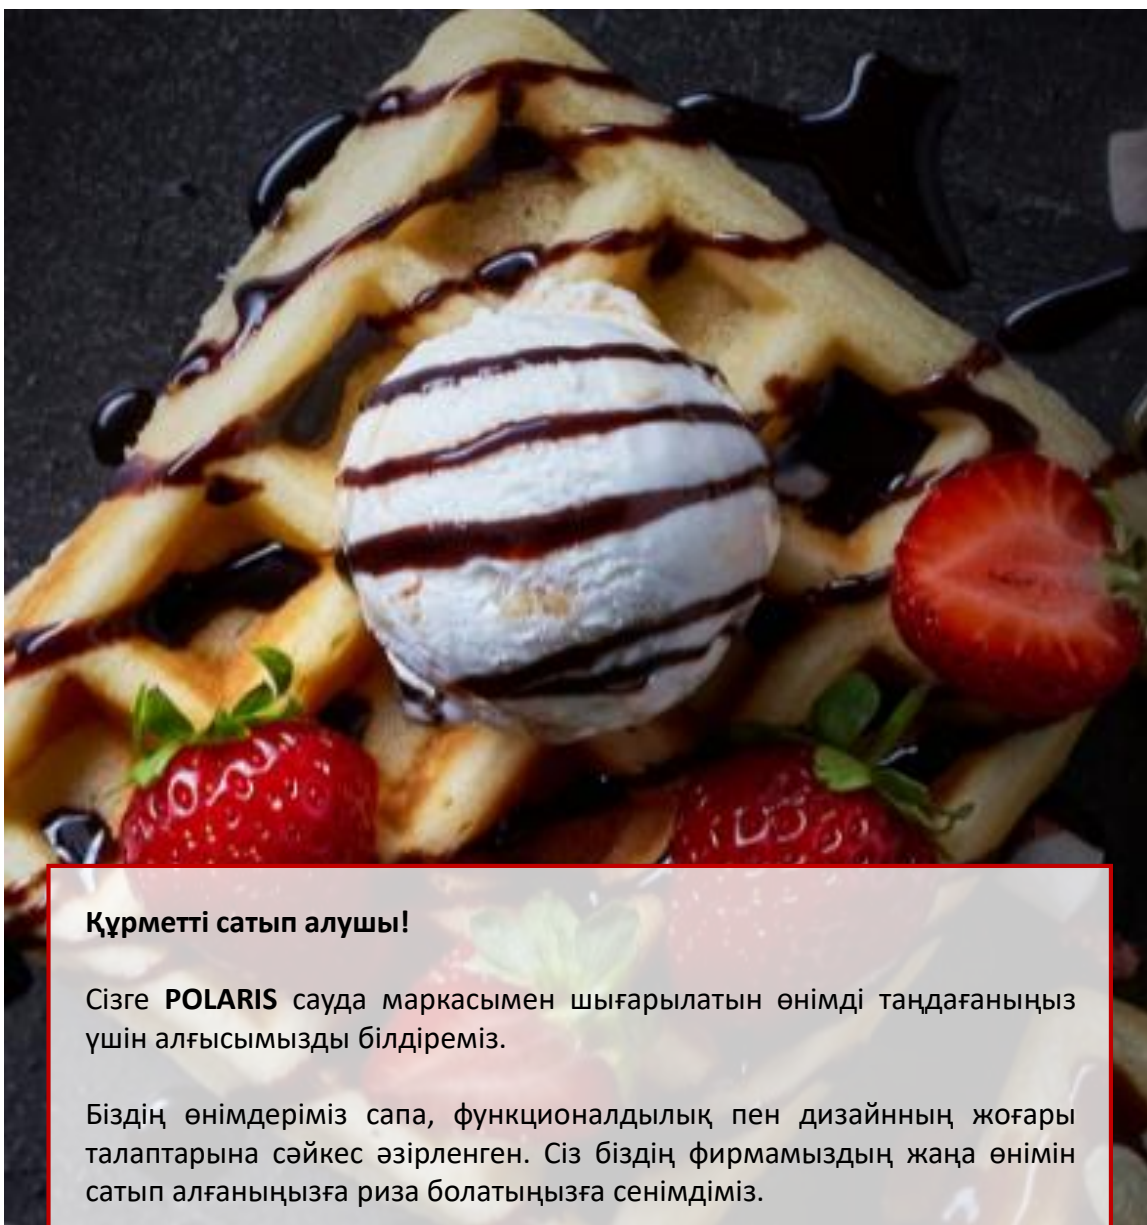 Құрметті сатып алушы!
Сізге POLARIS сауда маркасымен шығарылатын өнімді таңдағаныңыз
үшін алғысымызды білдіреміз.
Біздің өнімдеріміз сапа, функционалдылық пен дизайнның жоғары
талаптарына сәйкес әзірленген. Сіз біздің фирмамыздың жаңа өнімін
сатып алғаныңызға риза болатыңызға сенімдіміз.